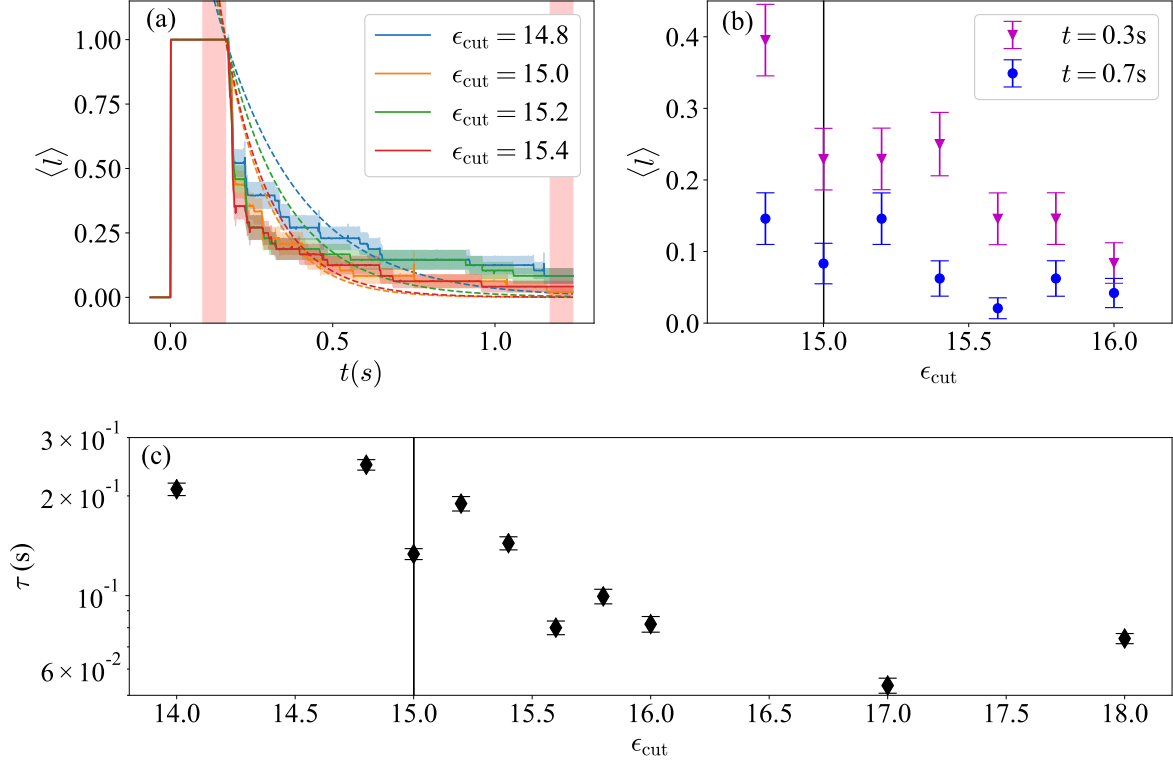 (a)
ϵcut = 14.8
ϵcut = 15.0
ϵcut = 15.2
ϵcut = 15.4
1.00
0.75
0.50
0.25
0.00
⟨l⟩
0.0 0.5 1.0
t(s)
(b)
t = 0.3s
t = 0.7s
0.4
0.3
0.2
0.1
0.0
⟨l⟩
15.0 15.6 16.0
ϵcut
(c)
3 × 10⁻¹
2 × 10⁻¹
10⁻¹
6 × 10⁻²
τ (s)
14.0 14.5 15.0 15.5 16.0 16.5 17.0 17.5 18.0
ϵcut